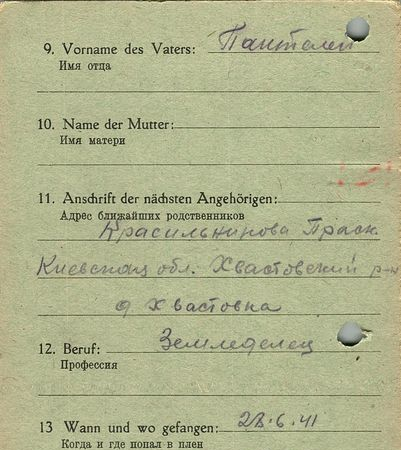 9. Vorname des Vaters: Пантелей
Имя отца
10. Name der Mutter:
Имя матери
11. Anschrift der nächsten Angehörigen:
Адрес ближайших родственников
Красильникова Праск
Киевская обл. Хвастовский р-н
д Хвастовка
12. Beruf: Земледелец
Профессия
13 Wann und wo gefangen: 28.6.41
Когда и где попал в плен